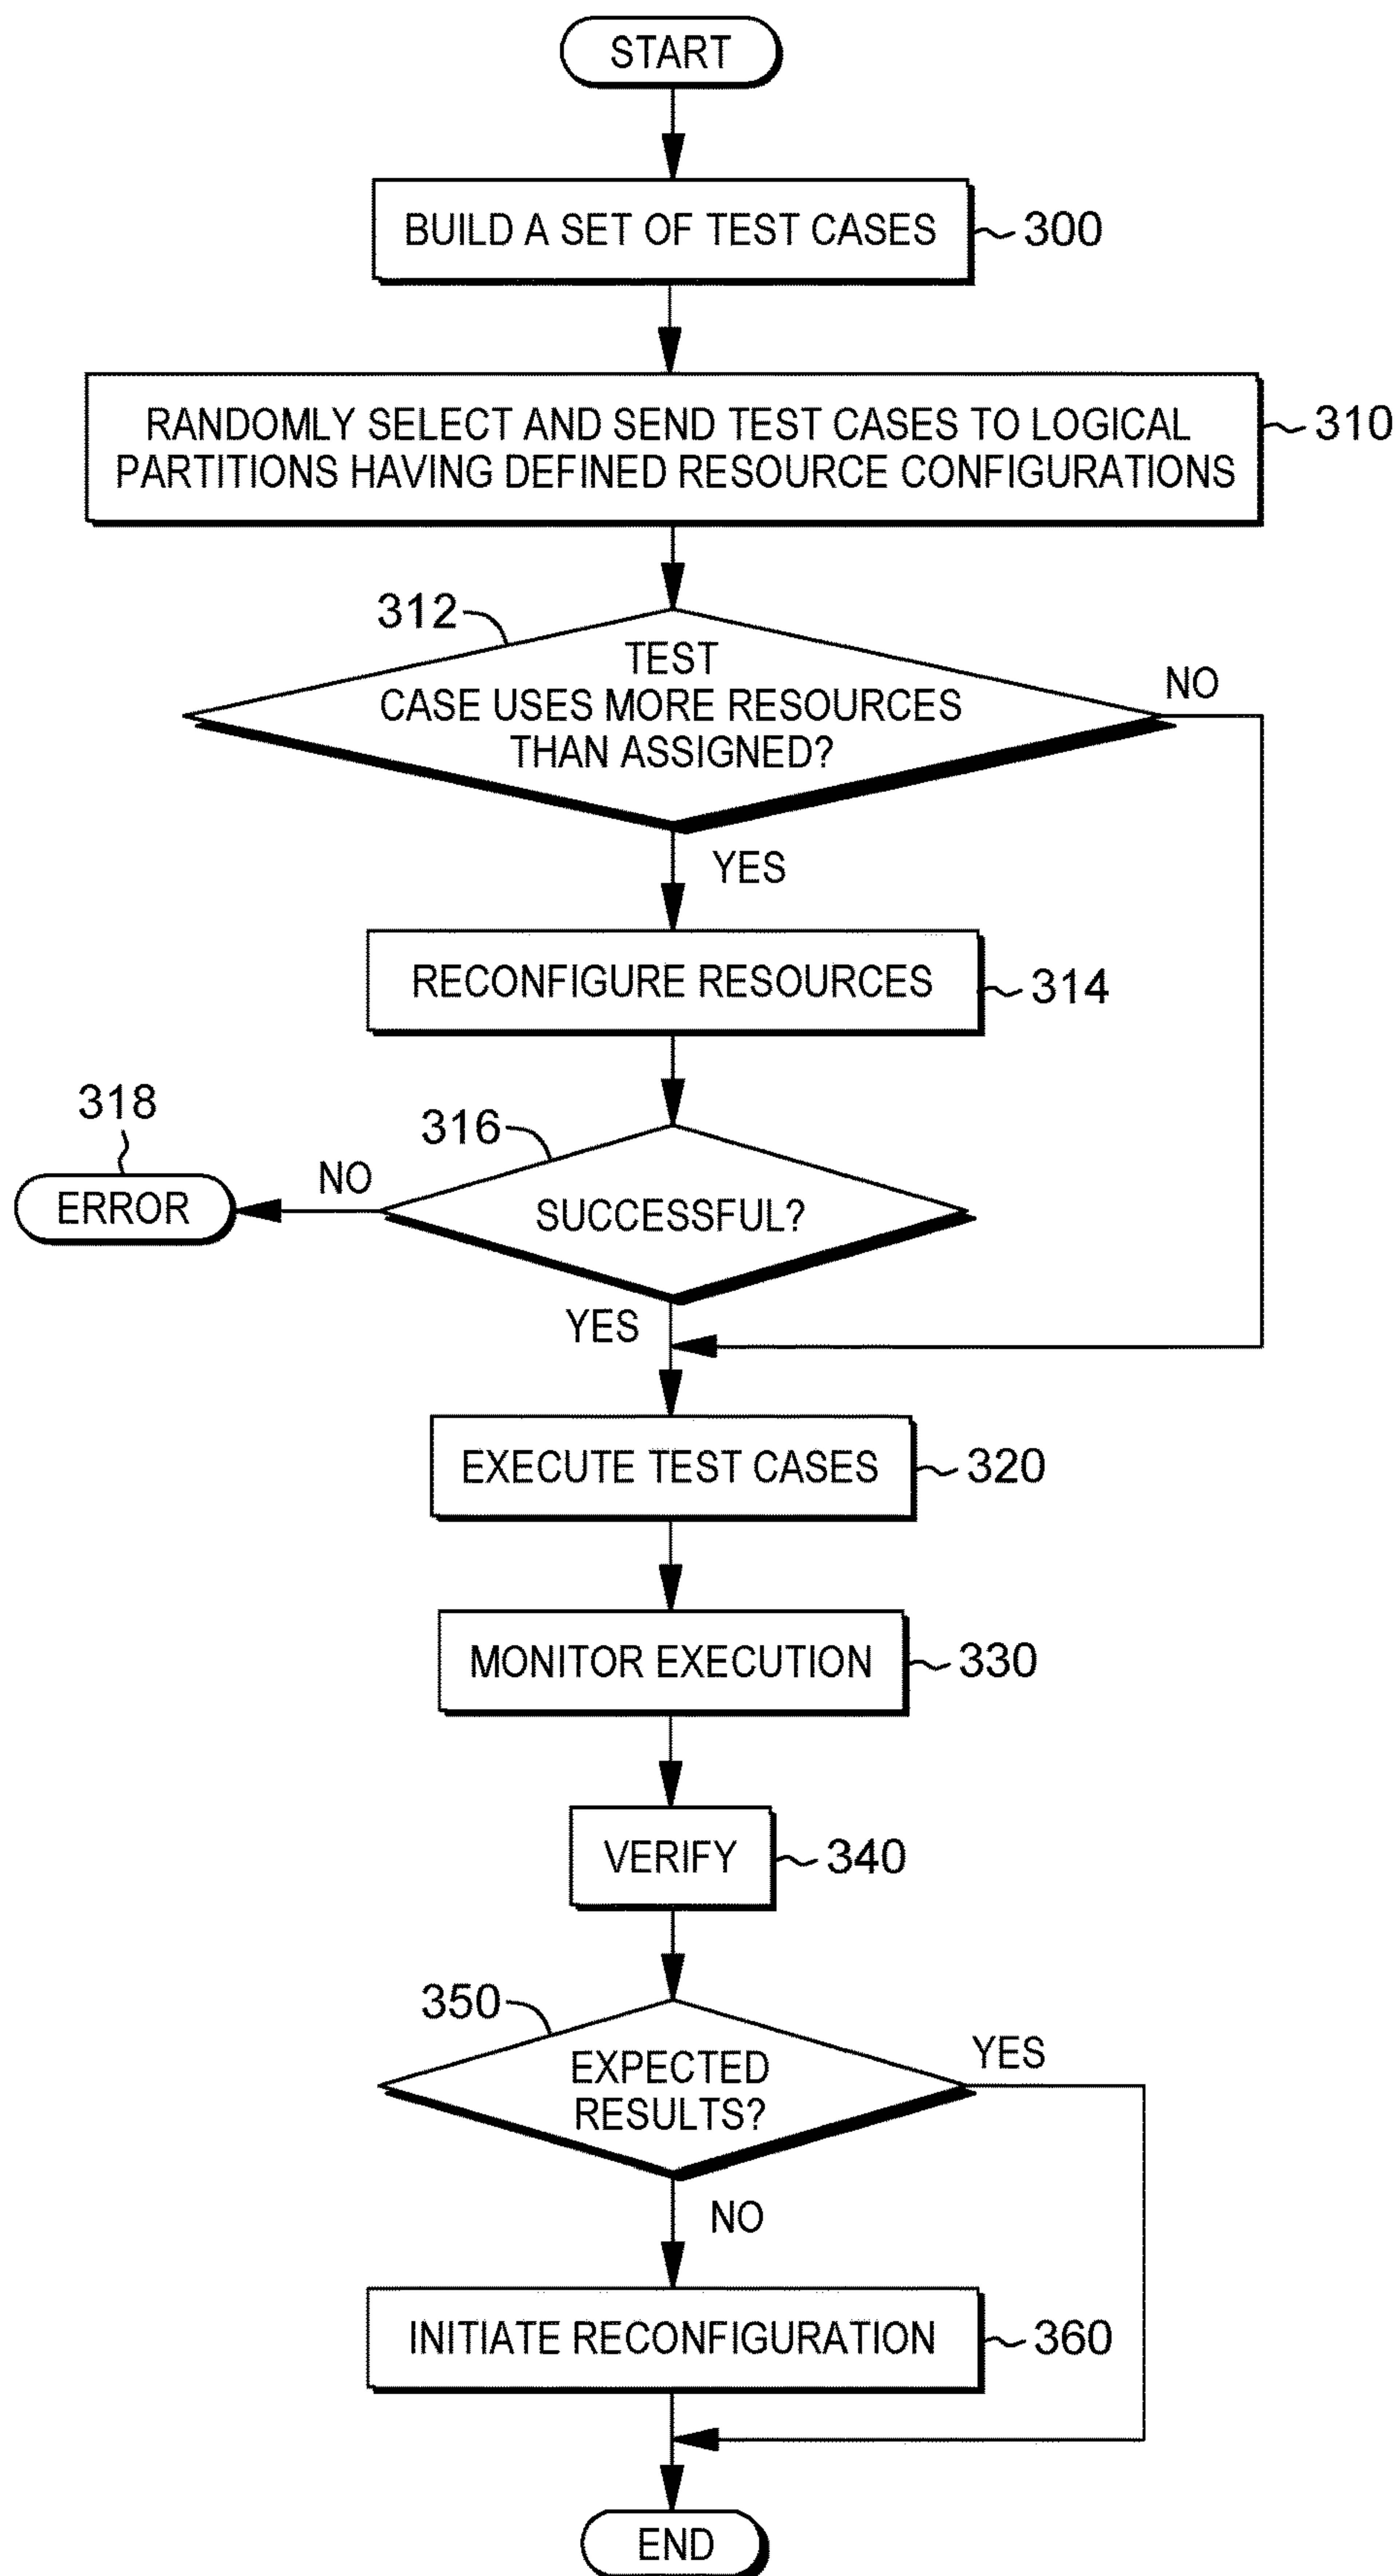 START
BUILD A SET OF TEST CASES
300
RANDOMLY SELECT AND SEND TEST CASES TO LOGICAL
PARTITIONS HAVING DEFINED RESOURCE CONFIGURATIONS
310
312
TEST
CASE USES MORE RESOURCES
THAN ASSIGNED?
NO
YES
RECONFIGURE RESOURCES
314
318
ERROR
NO
316
SUCCESSFUL?
YES
EXECUTE TEST CASES
320
MONITOR EXECUTION
330
VERIFY
340
350
EXPECTED
RESULTS?
YES
NO
INITIATE RECONFIGURATION
360
END